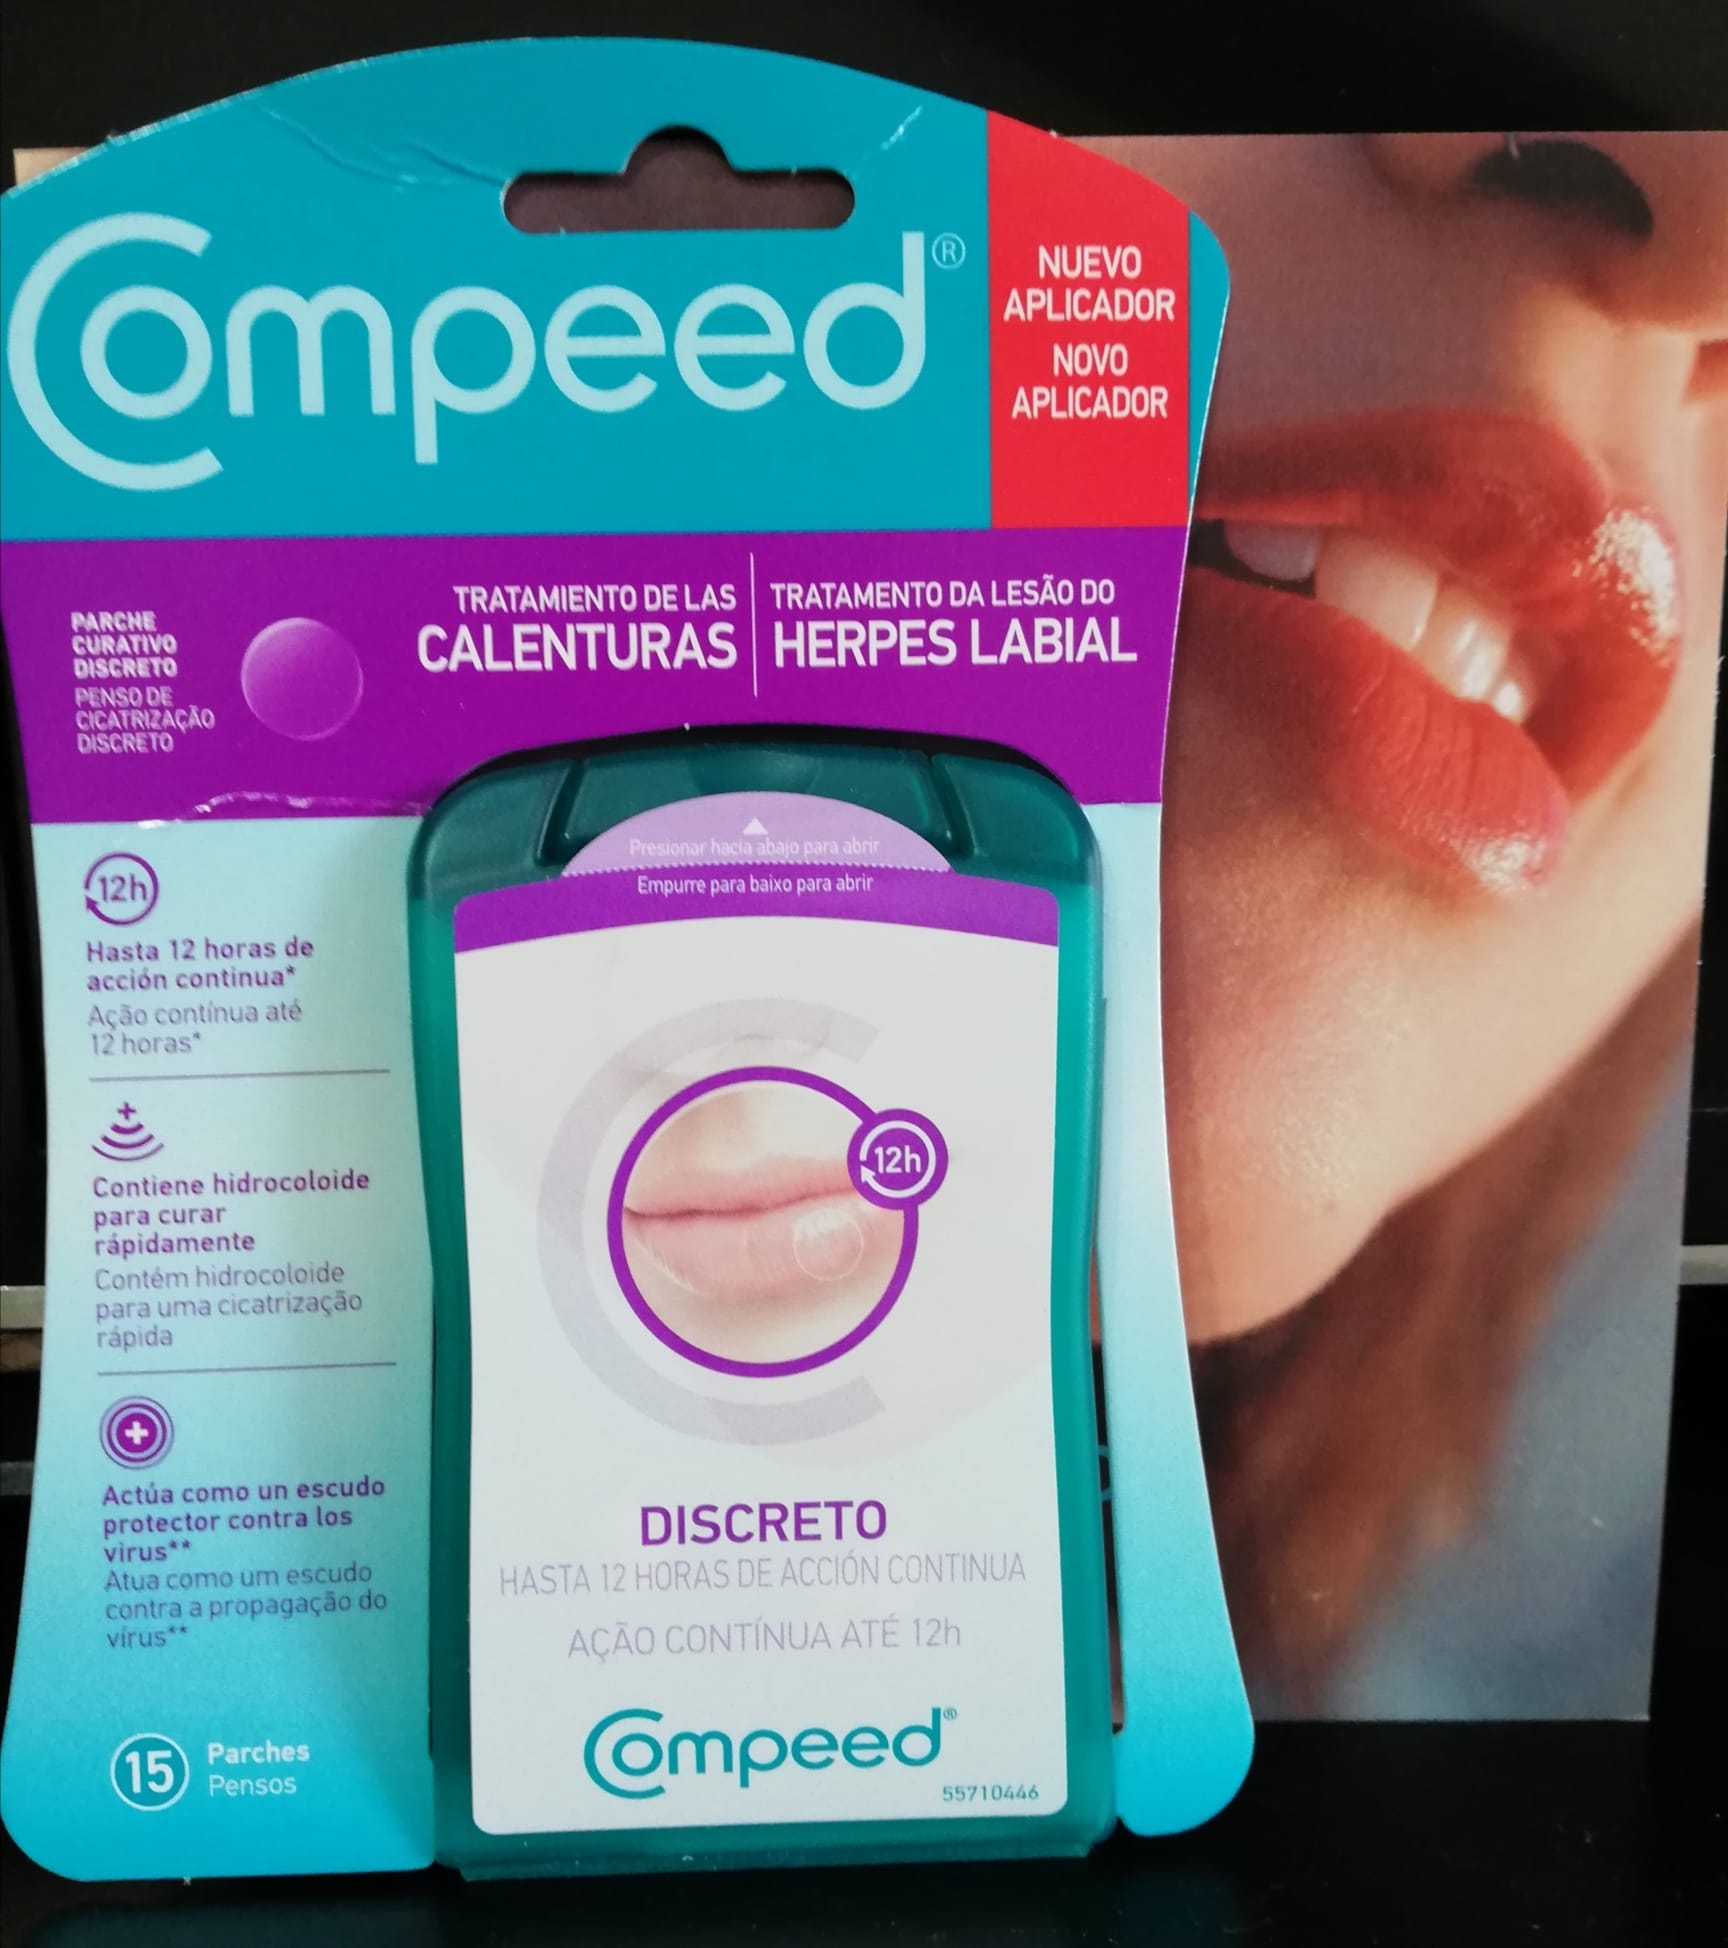 Compeed®
NUEVO
APLICADOR
NOVO
APLICADOR
PARCHE
CURATIVO
DISCRETO
PENSO DE
CICATRIZAÇÃO
DISCRETO
TRATAMIENTO DE LAS
CALENTURAS
TRATAMENTO DA LESÃO DO
HERPES LABIAL
Presionar hacia abajo para abrir
Empurre para baixo para abrir
12h
Hasta 12 horas de
acción continua*
Ação contínua até
12 horas*
Contiene hidrocoloide
para curar
rápidamente
Contém hidrocoloide
para uma cicatrização
rápida
Actúa como un escudo
protector contra los
virus**
Atua como um escudo
contra a propagação do
vírus**
15
Parches
Pensos
12h
DISCRETO
HASTA 12 HORAS DE ACCIÓN CONTINUA
AÇÃO CONTÍNUA ATÉ 12h
Compeed®
55710446